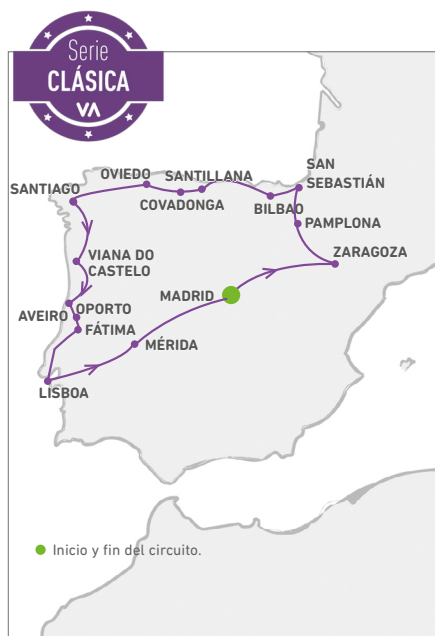 Serie
CLÁSICA
VA
SAN
SEBASTIÁN
OVIEDO
SANTILLANA
COVADONGA
BILBAO
SANTIAGO
PAMPLONA
VIANA DO
CASTELO
ZARAGOZA
MADRID
AVEIRO
OPORTO
FÁTIMA
MÉRIDA
LISBOA
Inicio y fin del circuito.